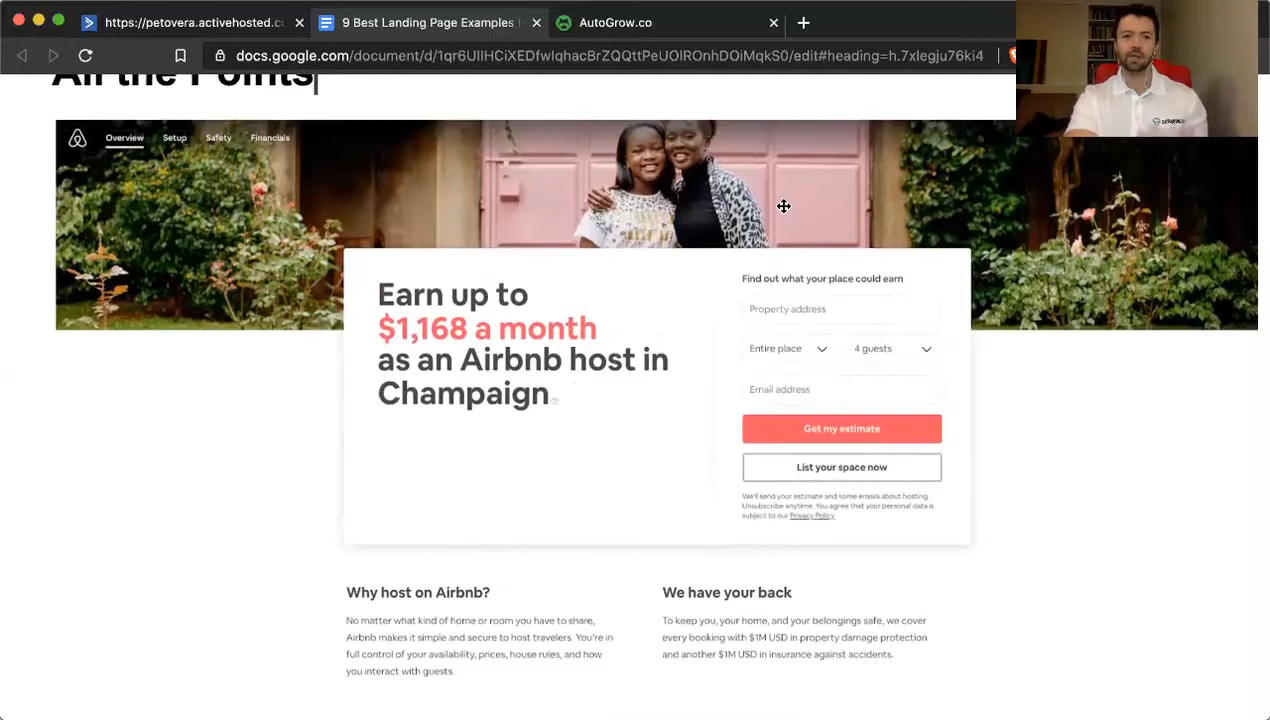 https://petovera.activehosted.c
9 Best Landing Page Examples
AutoGrow.co
docs.google.com/document/d/1qr6UIlHCiXEDfwIqhacBrZQQttPeUOlROnhDOiMqkS0/edit#heading=h.7xlegju76ki4
All the Points
Overview Setup Safety Financials
Earn up to
$1,168 a month
as an Airbnb host in
Champaign
Find out what your place could earn
Property address
Entire place 4 guests
Email address
Get my estimate
List your space now
We'll send your estimate and some emails about hosting.
Unsubscribe anytime. You agree that your personal data is
subject to our Privacy Policy
Why host on Airbnb?
No matter what kind of home or room you have to share,
Airbnb makes it simple and secure to host travelers. You're in
full control of your availability, prices, house rules, and how
you interact with guests.
We have your back
To keep you, your home, and your belongings safe, we cover
every booking with $1M USD in property damage protection
and another $1M USD in insurance against accidents.